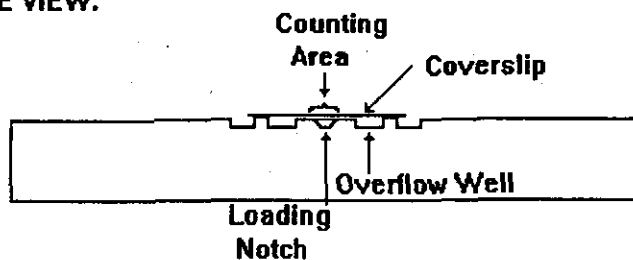 E VIEW.
Counting
Area
Coverslip
Overflow Well
Loading
Notch